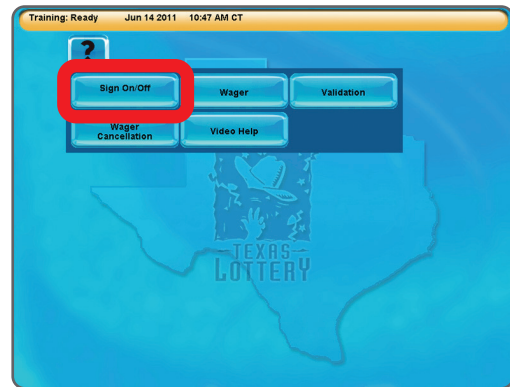 Training: Ready Jun 14 2011 10:47 AM CT
?
Sign On/Off Wager Validation
Wager
Cancellation Video Help
TEXAS
LOTTERY